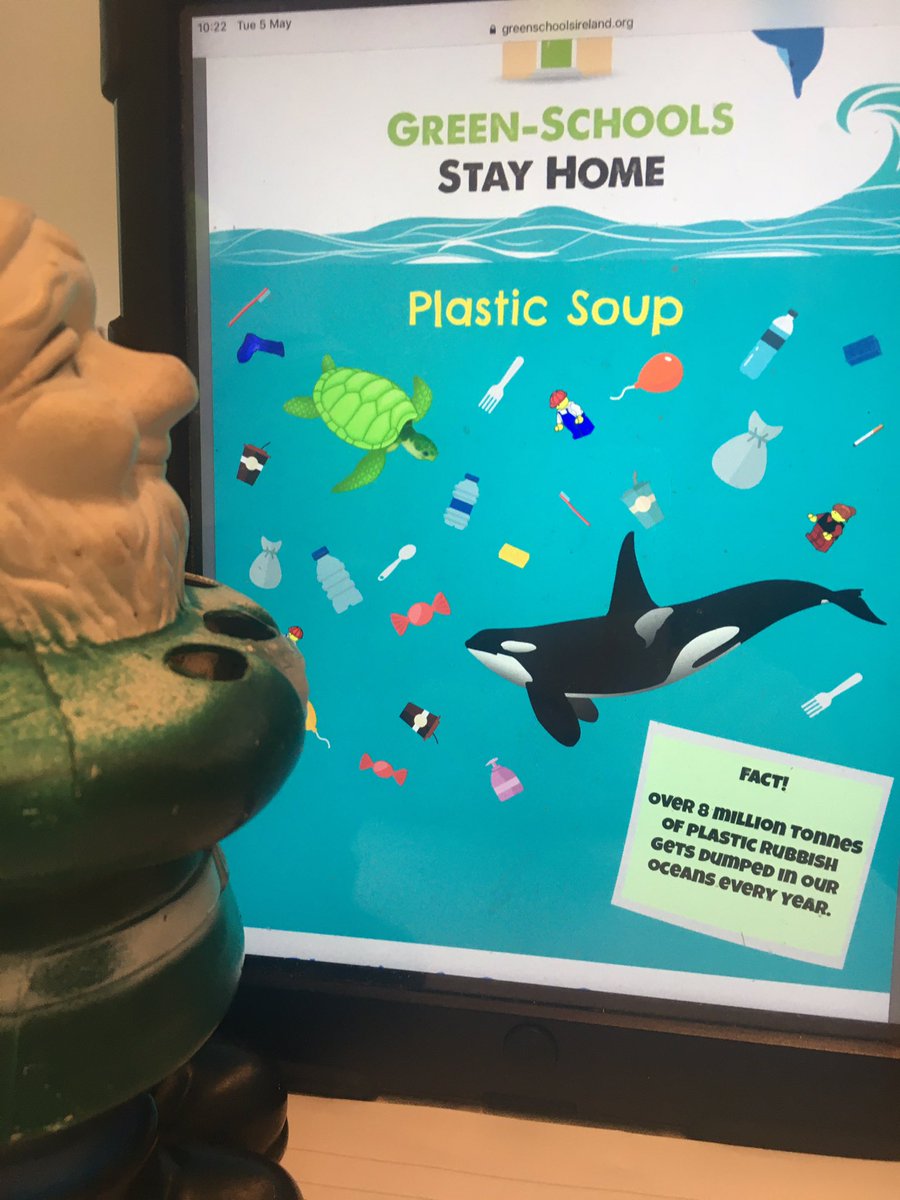 10:22 Tue 5 May
greenschoolsireland.org
GREEN-SCHOOLS
STAY HOME
Plastic Soup
FACT!
OVER 8 MILLION TONNES
OF PLASTIC RUBBISH
GETS DUMPED IN OUR
OCEANS EVERY YEAR.